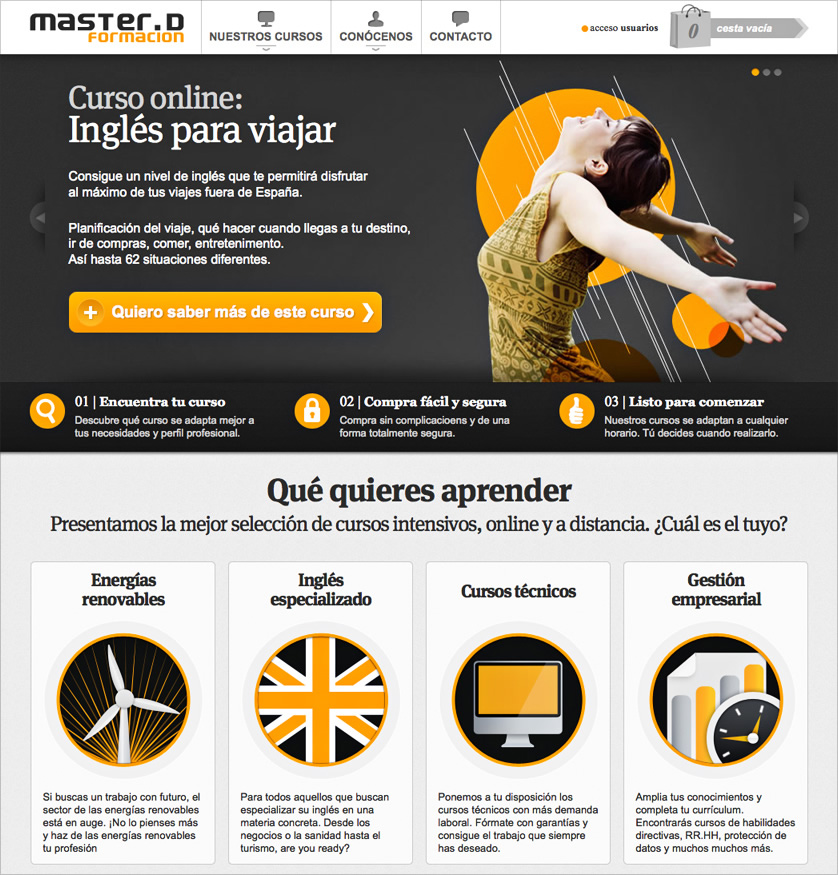 master.D
formacion
NUESTROS CURSOS
CONÓCENOS
CONTACTO
acceso usuarios
0
cesta vacía
Curso online:
Inglés para viajar
Consigue un nivel de inglés que te permitirá disfrutar
al máximo de tus viajes fuera de España.
Planificación del viaje, qué hacer cuando llegas a tu destino,
ir de compras, comer, entretenimento.
Así hasta 62 situaciones diferentes.
Quiero saber más de este curso
01 | Encuentra tu curso
Descubre qué curso se adapta mejor a
tus necesidades y perfil profesional.
02 | Compra fácil y segura
Compra sin complicacioens y de una
forma totalmente segura.
03 | Listo para comenzar
Nuestros cursos se adaptan a cualquier
horario. Tú decides cuando realizarlo.
Qué quieres aprender
Presentamos la mejor selección de cursos intensivos, online y a distancia. ¿Cuál es el tuyo?
Energías
renovables
Si buscas un trabajo con futuro, el
sector de las energías renovables
está en auge. ¡No lo pienses más
y haz de las energías renovables
tu profesión
Inglés
especializado
Para todos aquellos que buscan
especializar su inglés en una
materia concreta. Desde los
negocios o la sanidad hasta el
turismo, are you ready?
Cursos técnicos
Ponemos a tu disposición los
cursos técnicos con más demanda
laboral. Fórmate con garantías y
consigue el trabajo que siempre
has deseado.
Gestión
empresarial
Amplia tus conocimientos y
completa tu currículum.
Encontrarás cursos de habilidades
directivas, RR.HH, protección de
datos y muchos muchos más.